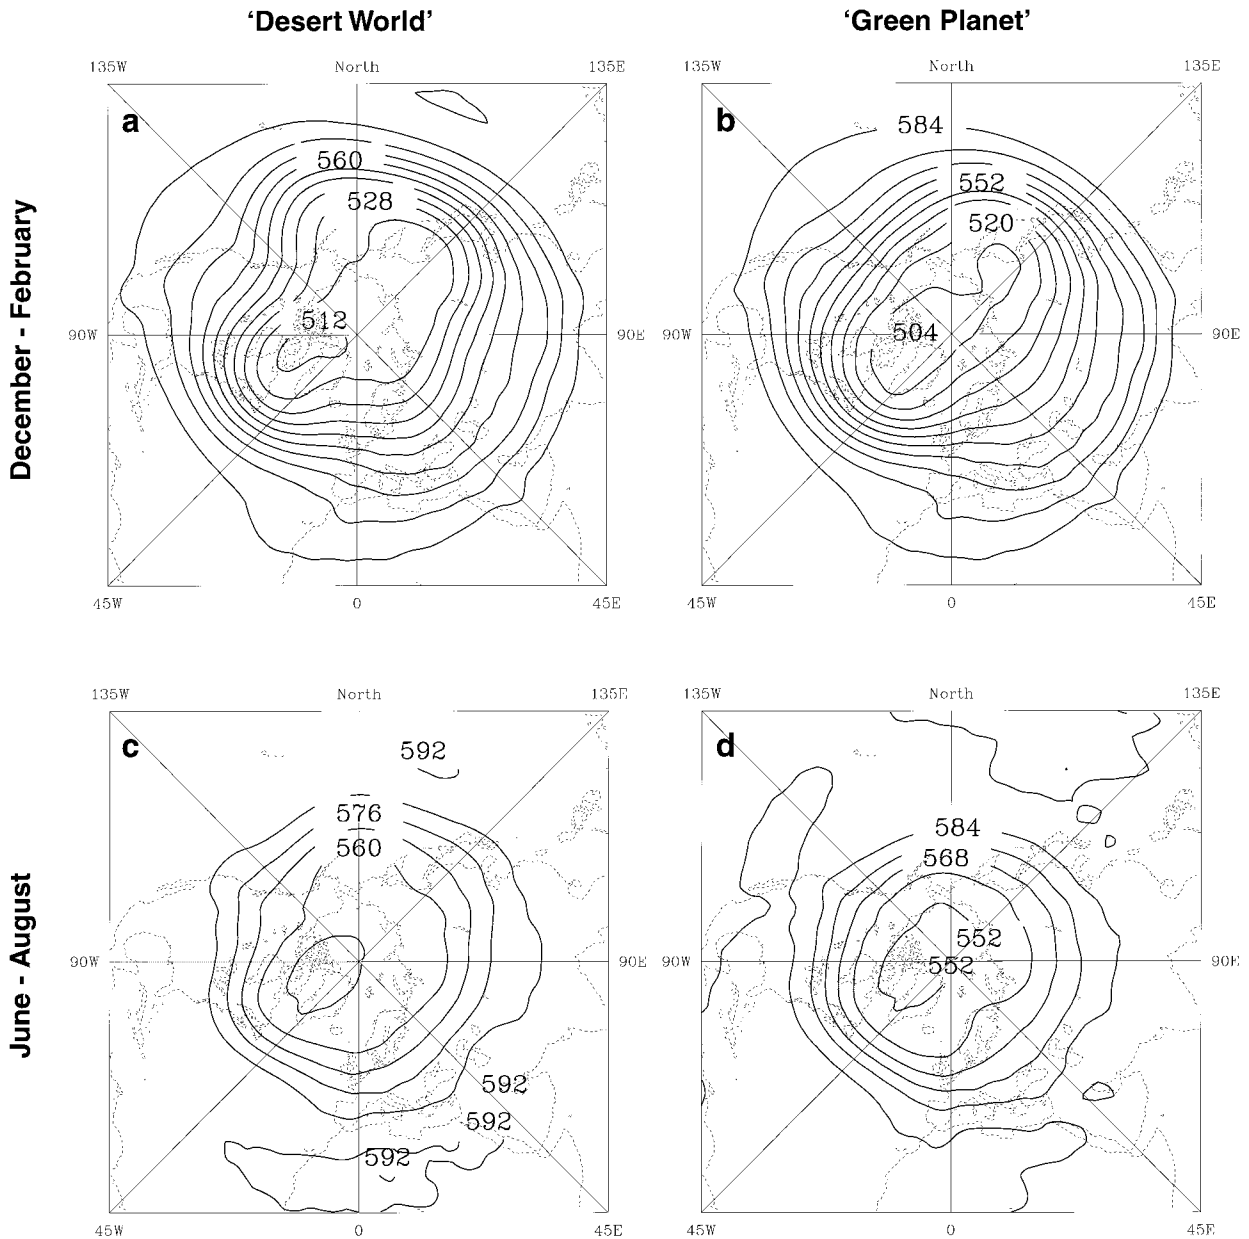 ‘Desert World’
‘Green Planet’
135W
North
135E
135W
North
135E
a
b
584
560
552
528
520
December - February
512
504
90W
90E
90W
90E
45W
0
45E
45W
0
45E
135W
North
135E
135W
North
135E
c
d
592
576
584
560
568
June - August
552
552
90W
90E
90W
90E
592
592
592
45W
0
45E
45W
0
45E